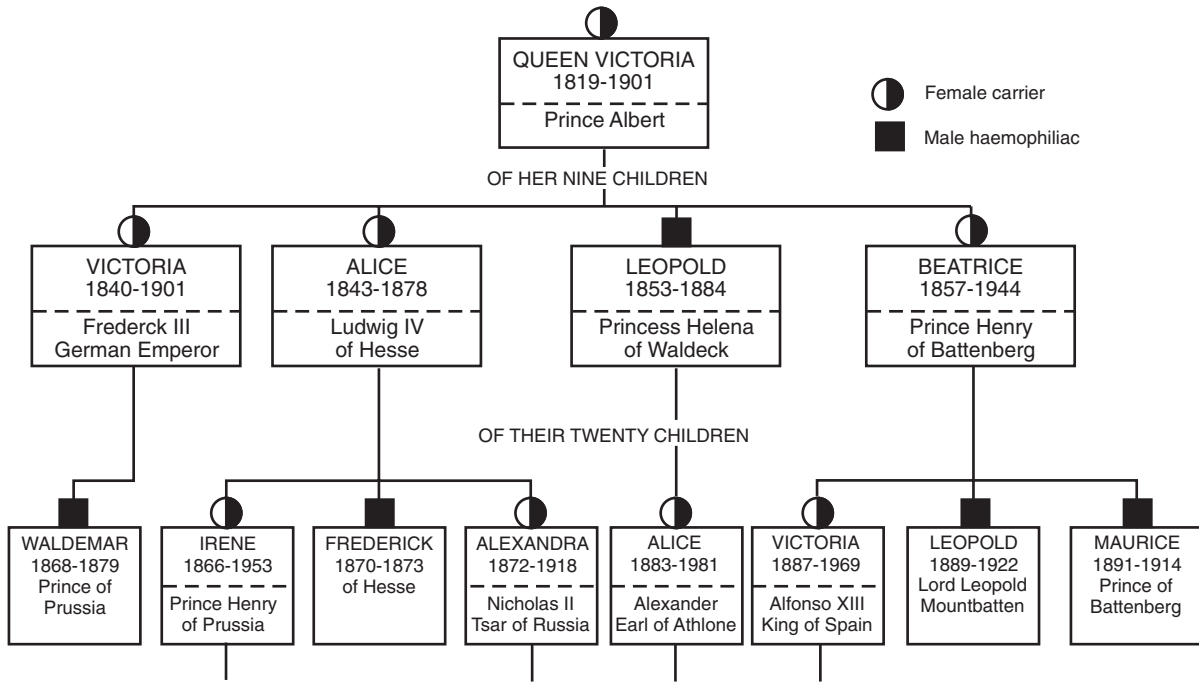 QUEEN VICTORIA
1819-1901
Prince Albert
Female carrier
Male haemophiliac
OF HER NINE CHILDREN
VICTORIA
1840-1901
Frederck III
German Emperor
ALICE
1843-1878
Ludwig IV
of Hesse
LEOPOLD
1853-1884
Princess Helena
of Waldeck
BEATRICE
1857-1944
Prince Henry
of Battenberg
OF THEIR TWENTY CHILDREN
WALDEMAR
1868-1879
Prince of
Prussia
IRENE
1866-1953
Prince Henry
of Prussia
FREDERICK
1870-1873
of Hesse
ALEXANDRA
1872-1918
Nicholas II
Tsar of Russia
ALICE
1883-1981
Alexander
Earl of Athlone
VICTORIA
1887-1969
Alfonso XIII
King of Spain
LEOPOLD
1889-1922
Lord Leopold
Mountbatten
MAURICE
1891-1914
Prince of
Battenberg